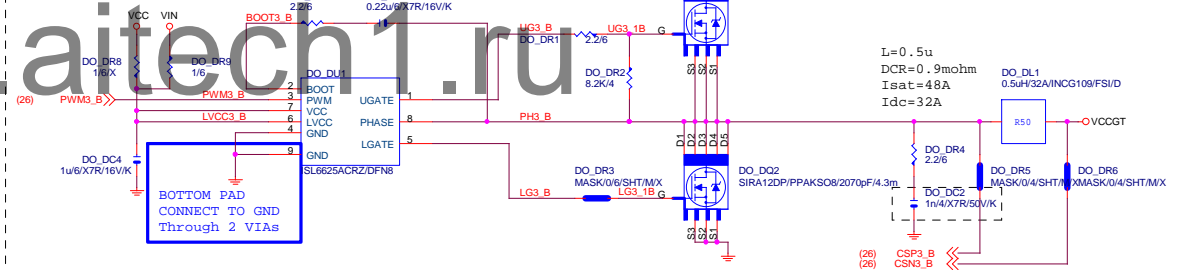 VCC
VIN
BOOT3_B
2.2/6
0.22u/6/X7R/16V/K
aitech1.ru
UG3_B
UG3_1B
G
DO_DR1
2.2/6
S3
S2
S1
DO_DR8
1/6/X
DO_DR9
1/6
DO_DU1
DO_DR2
8.2K/4
L=0.5u
DCR=0.9mohm
Isat=48A
Idc=32A
DO_DL1
0.5uH/32A/INCG109/FSI/D
(26)
PWM3_B
PWM3_B
LVCC3_B
2
BOOT
3
PWM
7
VCC
6
LVCC
4
GND
9
GND
UGATE
1
PHASE
8
LGATE
5
PH3_B
R50
VCCGT
D1
D2
D3
D4
D5
DO_DC4
1u/6/X7R/16V/K
SL6625ACRZ/DFN8
BOTTOM PAD
CONNECT TO GND
Through 2 VIAs
DO_DR3
MASK/0/6/SHT/M/X
LG3_B
LG3_1B
G
DO_DQ2
SIRA12DP/PPAKSO8/2070pF/4.3m
S3
S2
S1
DO_DR4
2.2/6
DO_DC2
1n/4/X7R/50V/K
DO_DR5
MASK/0/4/SHT/M/X
DO_DR6
MASK/0/4/SHT/M/X
(26)
CSP3_B
(26)
CSN3_B